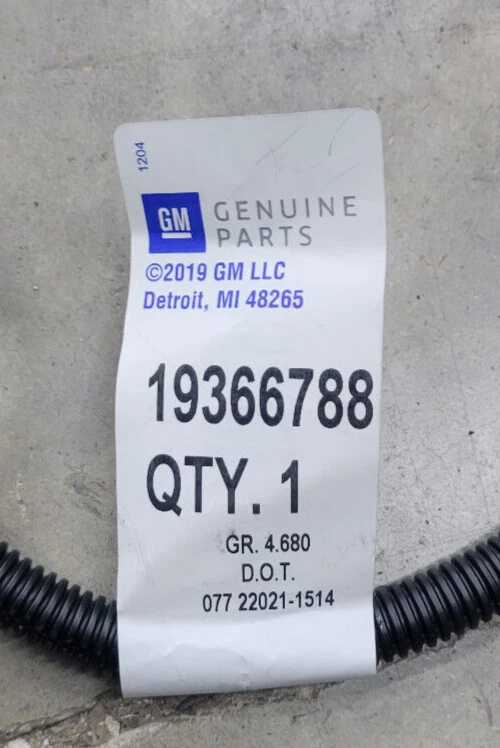 1204
GM GENUINE
PARTS
©2019 GM LLC
Detroit, MI 48265
19366788
QTY. 1
GR. 4.680
D.O.T.
077 22021-1514